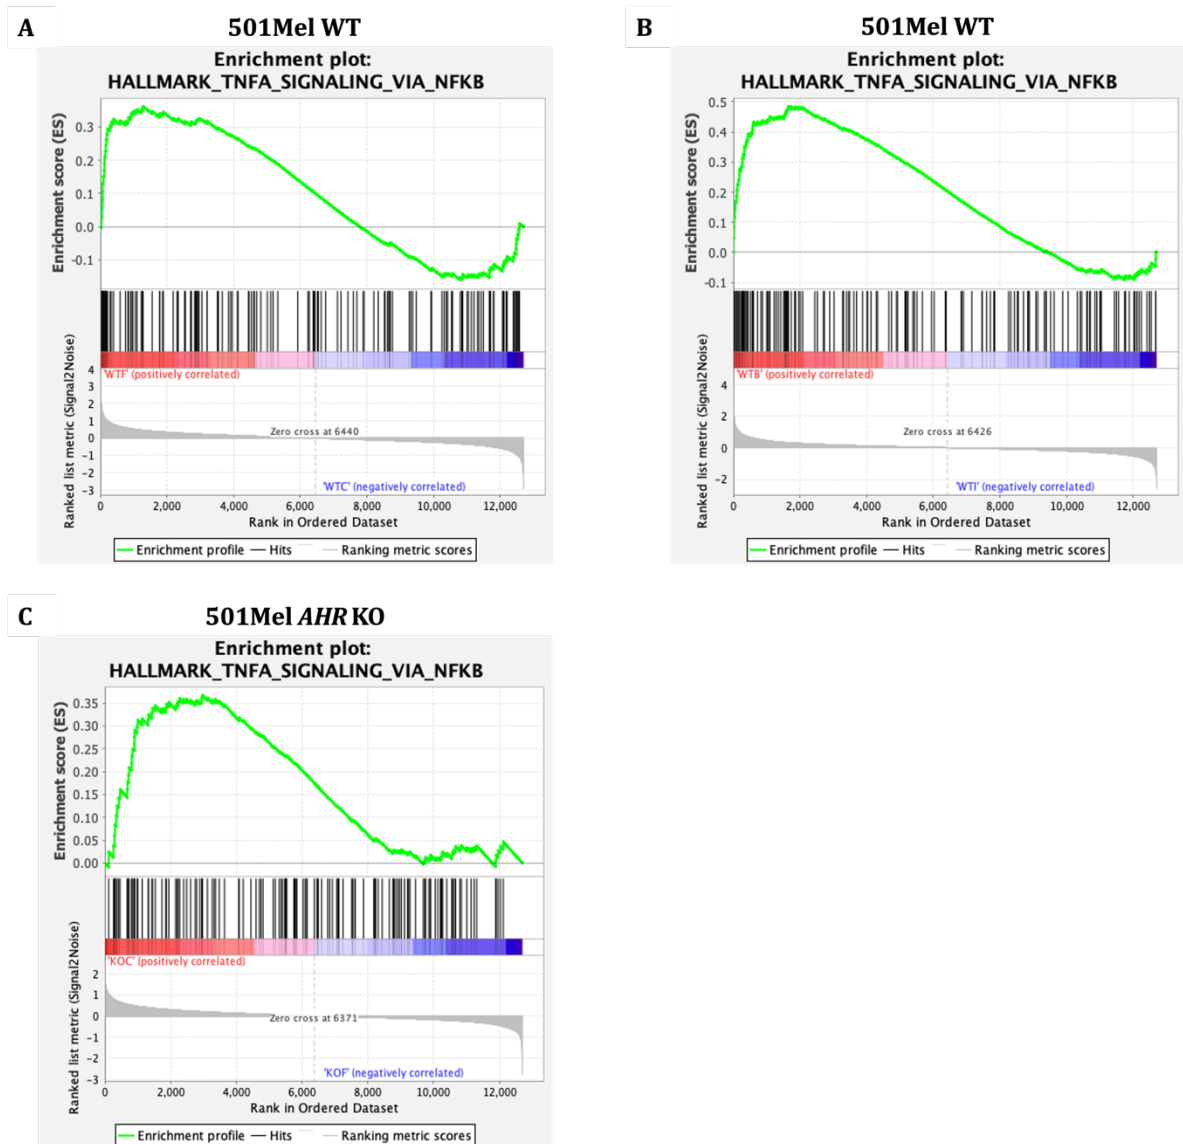 A
501Mel WT
Enrichment plot:
HALLMARK_TNFA_SIGNALING_VIA_NFKB
Enrichment score (ES)
0.3
0.2
0.1
0.0
-0.1
Ranked list metric (Signal2Noise)
'WTF' (positively correlated)
4
3
2
1
0
-1
-2
-3
Zero cross at 6440
'WTC' (negatively correlated)
0 2,000 4,000 6,000 8,000 10,000 12,000
Rank in Ordered Dataset
Enrichment profile Hits Ranking metric scores
B
501Mel WT
Enrichment plot:
HALLMARK_TNFA_SIGNALING_VIA_NFKB
Enrichment score (ES)
0.5
0.4
0.3
0.2
0.1
0.0
-0.1
Ranked list metric (Signal2Noise)
'WTB' (positively correlated)
4
2
0
-2
Zero cross at 6426
'WTI' (negatively correlated)
0 2,000 4,000 6,000 8,000 10,000 12,000
Rank in Ordered Dataset
Enrichment profile Hits Ranking metric scores
C
501Mel AHR KO
Enrichment plot:
HALLMARK_TNFA_SIGNALING_VIA_NFKB
Enrichment score (ES)
0.35
0.30
0.25
0.20
0.15
0.10
0.05
0.00
Ranked list metric (Signal2Noise)
'KOC' (positively correlated)
2
1
0
-1
-2
-3
Zero cross at 6371
'KOF' (negatively correlated)
0 2,000 4,000 6,000 8,000 10,000 12,000
Rank in Ordered Dataset
Enrichment profile Hits Ranking metric scores